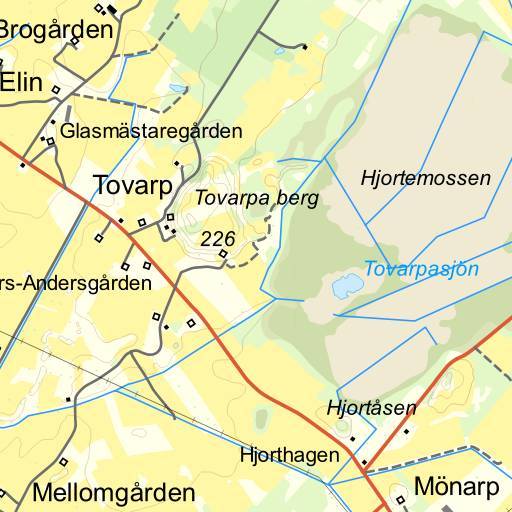 Brogården
Elin
Glasmästaregården
Hjortemossen
Tovarp
Tovarpa berg
226
Tovarpasjön
rs-Andersgården
Hjortåsen
Hjorthagen
Mellomgården
Mönarp